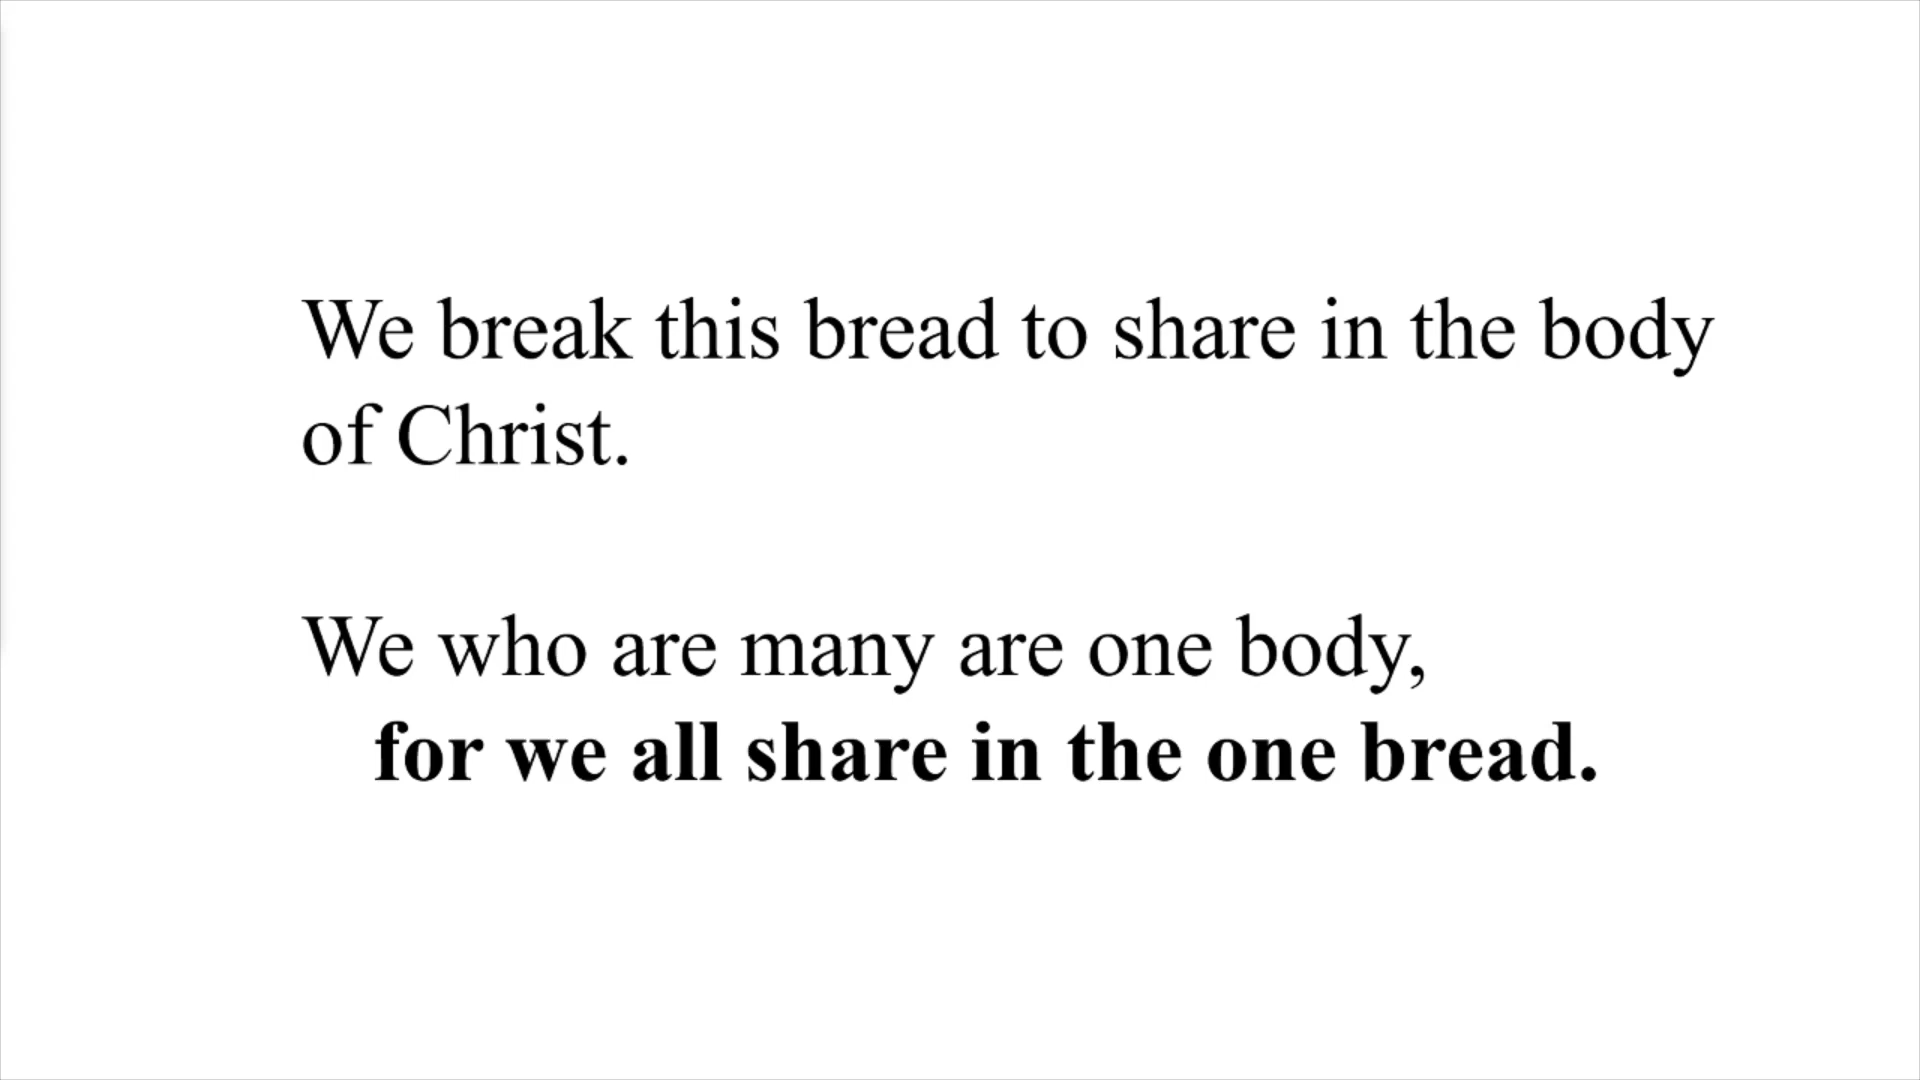 We break this bread to share in the body
of Christ.
We who are many are one body,
for we all share in the one bread.